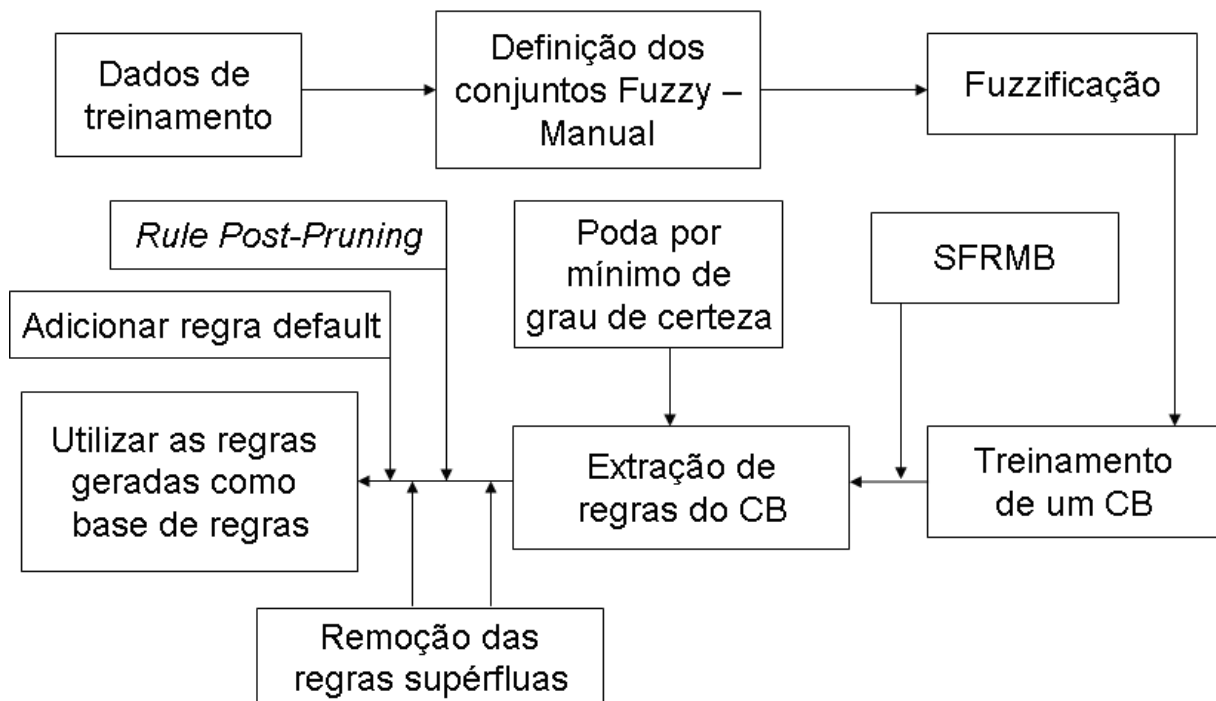 Dados de
treinamento
Definição dos
conjuntos Fuzzy –
Manual
Fuzzificação
Rule Post-Pruning
Poda por
mínimo de
grau de certeza
SFRMB
Adicionar regra default
Utilizar as regras
geradas como
base de regras
Extração de
regras do CB
Treinamento
de um CB
Remoção das
regras supérfluas